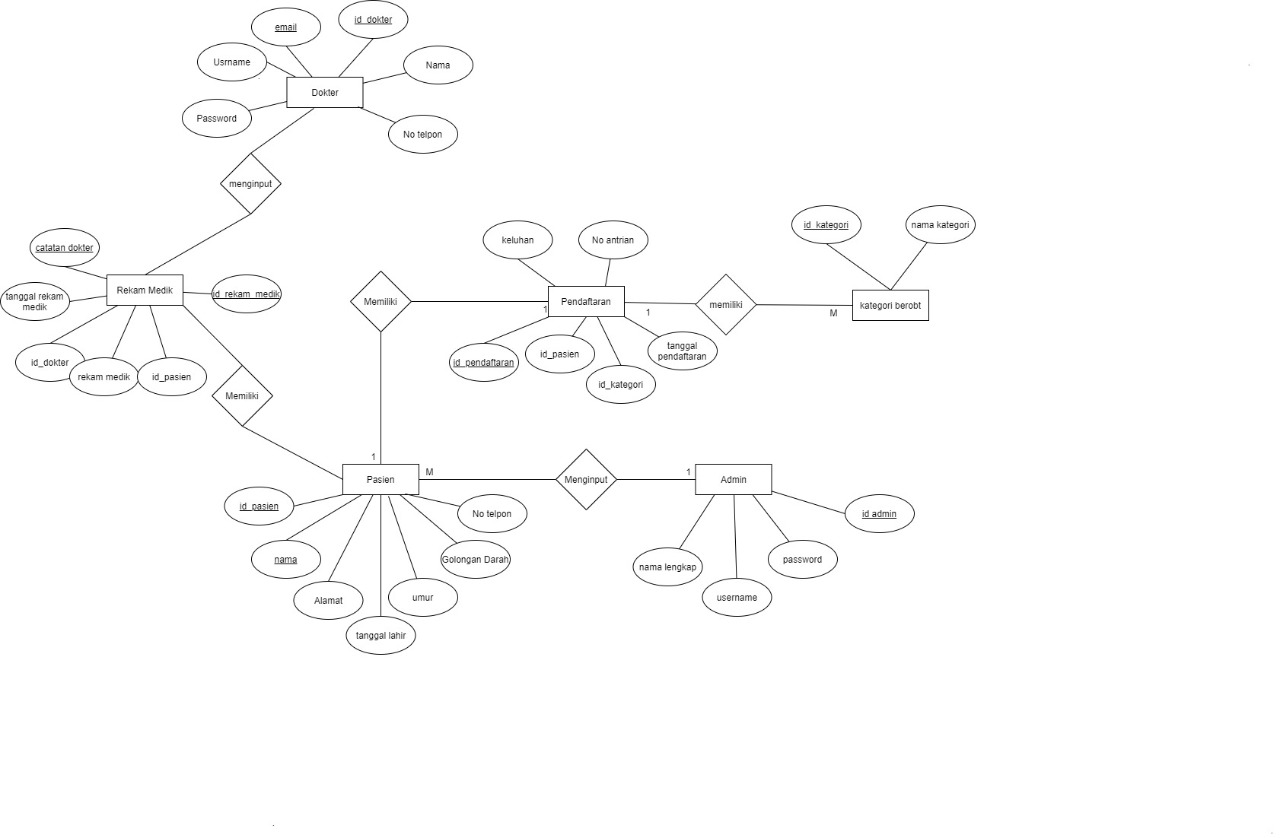 email
id_dokter
Usrname
Nama
Dokter
Password
No telpon
menginput
catatan dokter
Rekam Medik
id_rekam_medik
tanggal rekam
medik
id_dokter
rekam medik
id_pasien
Memiliki
Memiliki
keluhan
No antrian
Pendaftaran
1
1
id_pendaftaran
id_pasien
id_kategori
tanggal
pendaftaran
memiliki
M
id_kategori
nama kategori
kategori berobt
1
M
Pasien
Menginput
1
Admin
id_pasien
nama
Alamat
tanggal lahir
umur
Golongan Darah
No telpon
nama lengkap
username
password
id admin